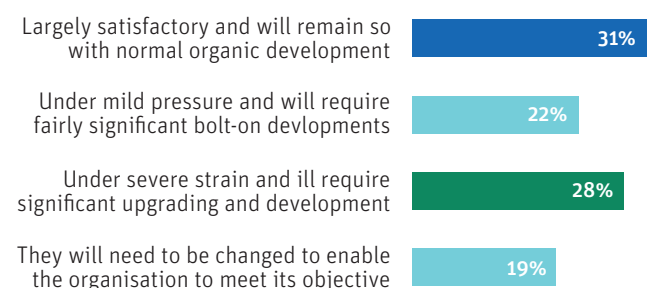 Largely satisfactory and will remain so
with normal organic development
31%
Under mild pressure and will require
fairly significant bolt-on devlopments
22%
Under severe strain and ill require
significant upgrading and development
28%
They will need to be changed to enable
the organisation to meet its objective
19%